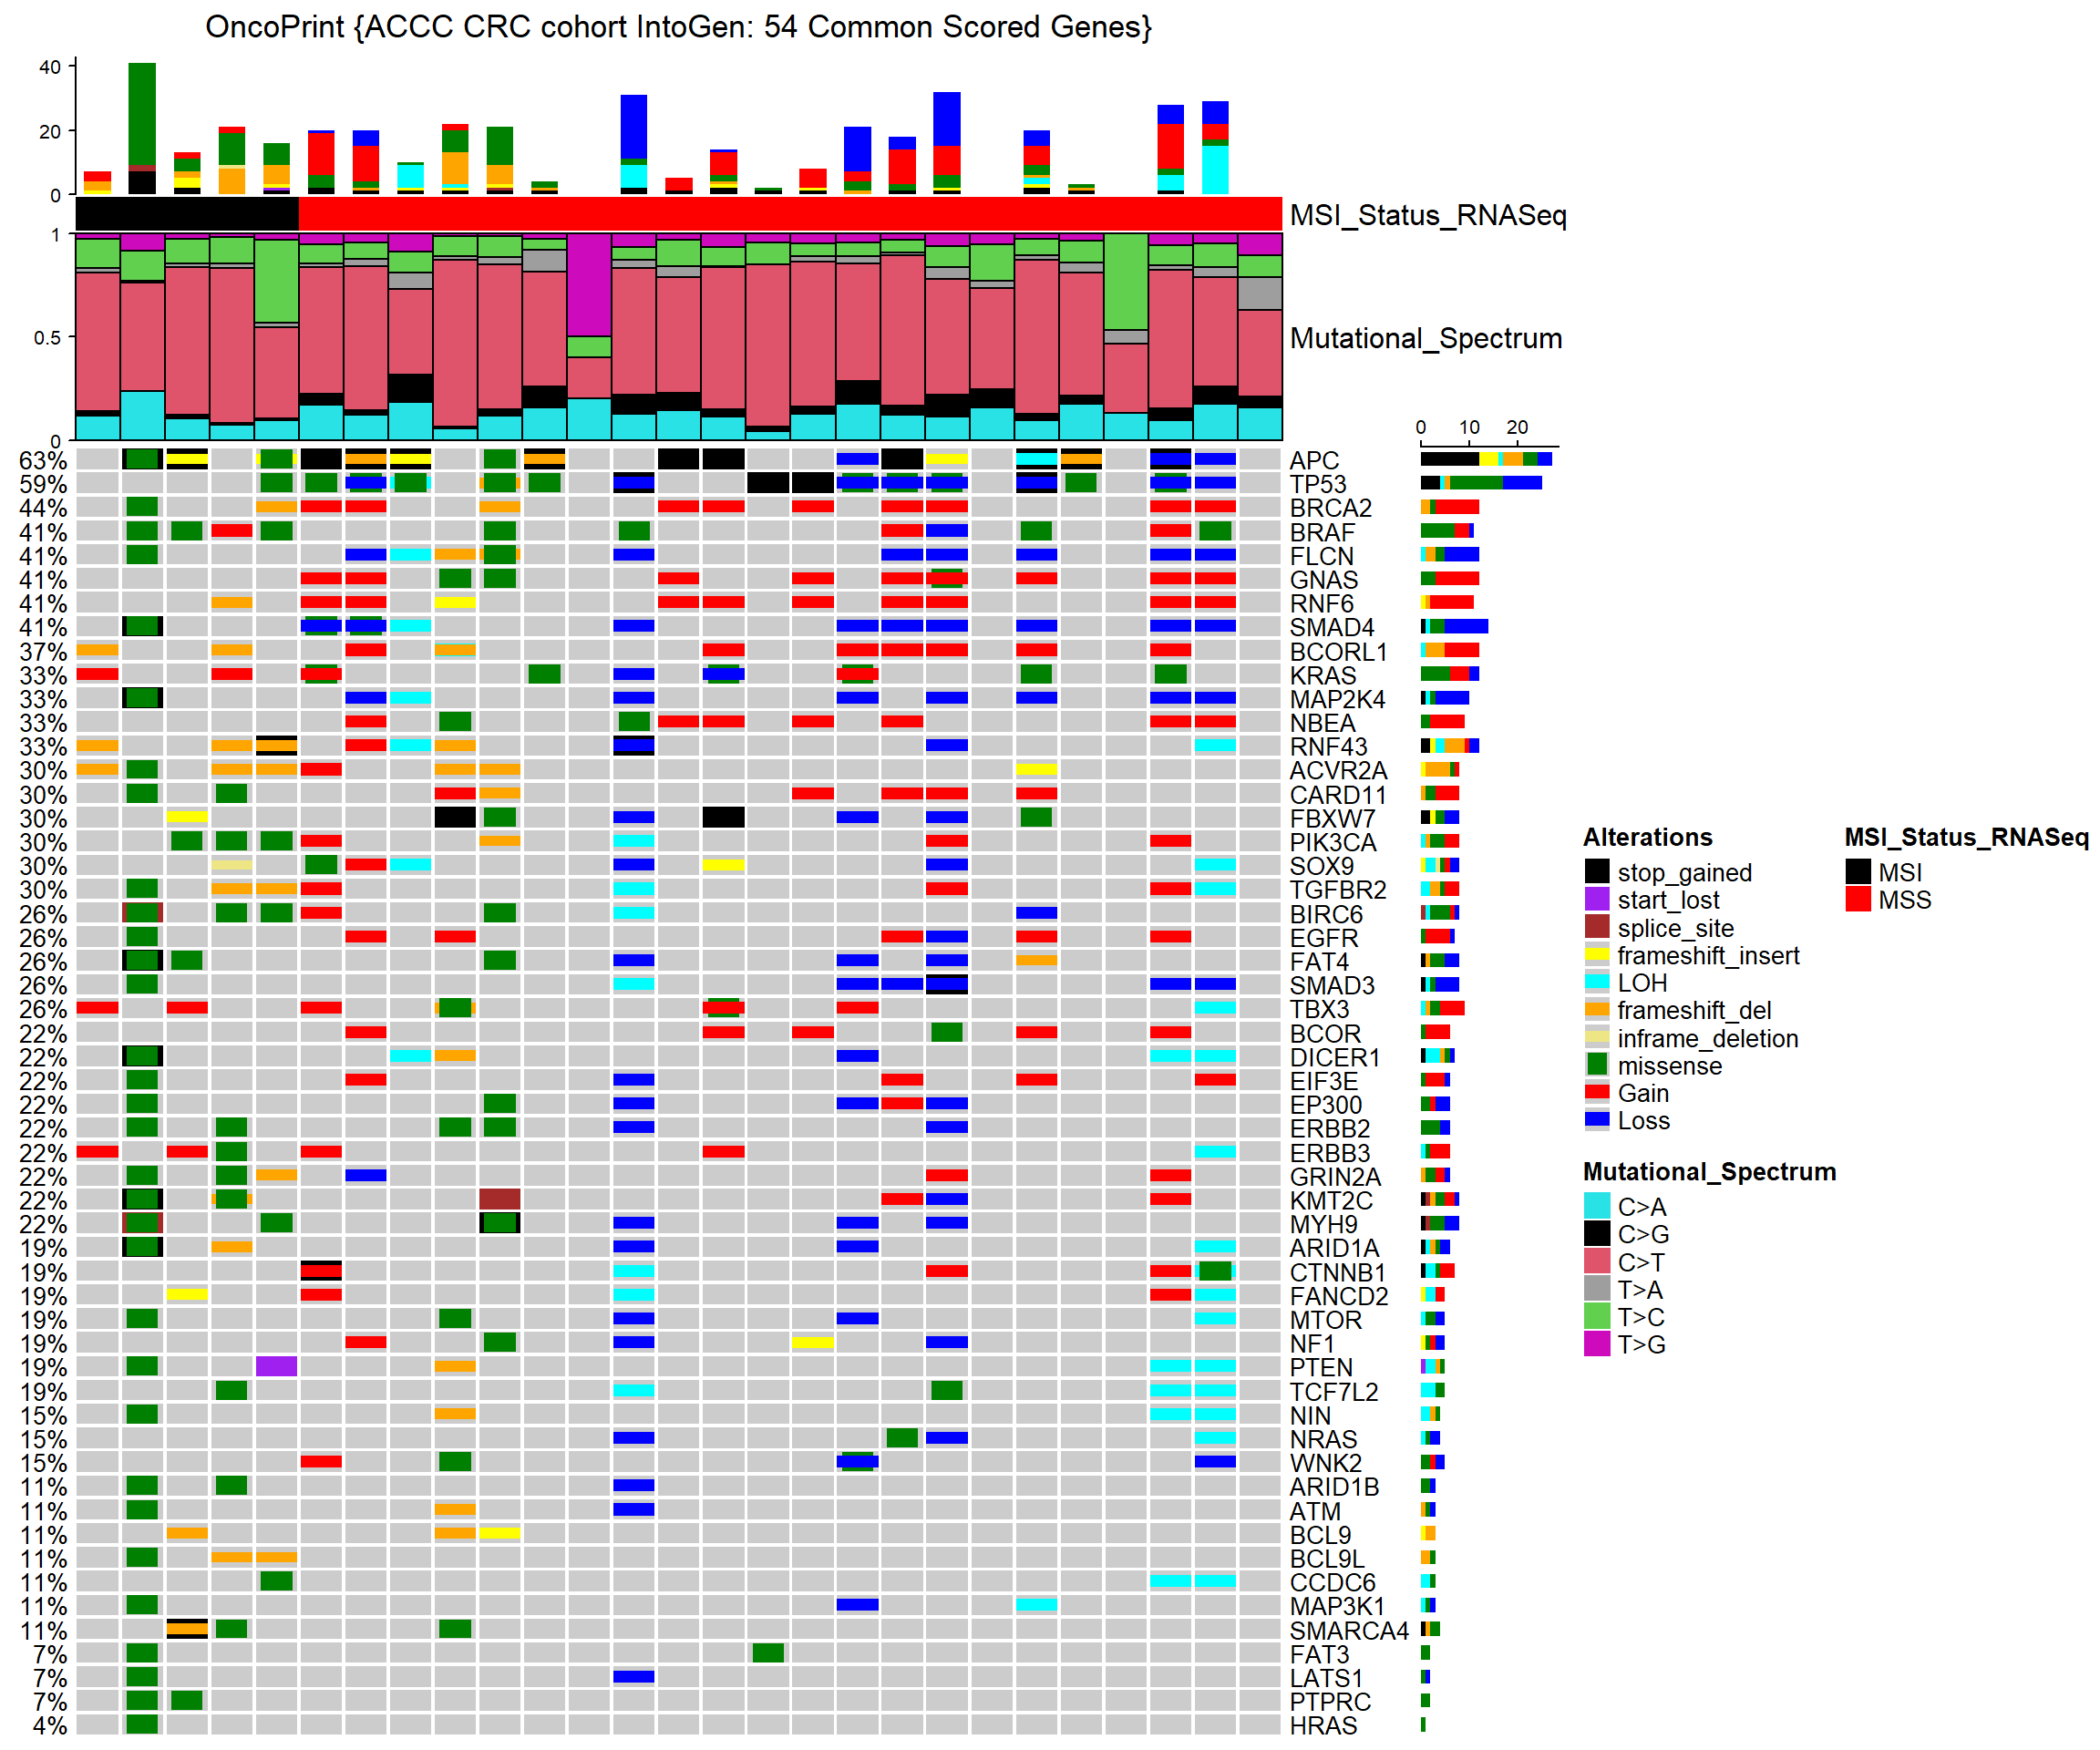 OncoPrint {ACCC CRC cohort IntoGen: 54 Common Scored Genes}
40
20
0
MSI_Status_RNASeq
1
0.5
0
Mutational_Spectrum
0 10 20
63% APC
59% TP53
44% BRCA2
41% BRAF
41% FLCN
41% GNAS
41% RNF6
41% SMAD4
37% BCORL1
33% KRAS
33% MAP2K4
33% NBEA
33% RNF43
30% ACVR2A
30% CARD11
30% FBXW7
30% PIK3CA
30% SOX9
30% TGFBR2
26% BIRC6
26% EGFR
26% FAT4
26% SMAD3
26% TBX3
22% BCOR
22% DICER1
22% EIF3E
22% EP300
22% ERBB2
22% ERBB3
22% GRIN2A
22% KMT2C
22% MYH9
19% ARID1A
19% CTNNB1
19% FANCD2
19% MTOR
19% NF1
19% PTEN
19% TCF7L2
15% NIN
15% NRAS
15% WNK2
11% ARID1B
11% ATM
11% BCL9
11% BCL9L
11% CCDC6
11% MAP3K1
11% SMARCA4
7% FAT3
7% LATS1
7% PTPRC
4% HRAS
Alterations
stop_gained
start_lost
splice_site
frameshift_insert
LOH
frameshift_del
inframe_deletion
missense
Gain
Loss
Mutational_Spectrum
C>A
C>G
C>T
T>A
T>C
T>G
MSI_Status_RNASeq
MSI
MSS